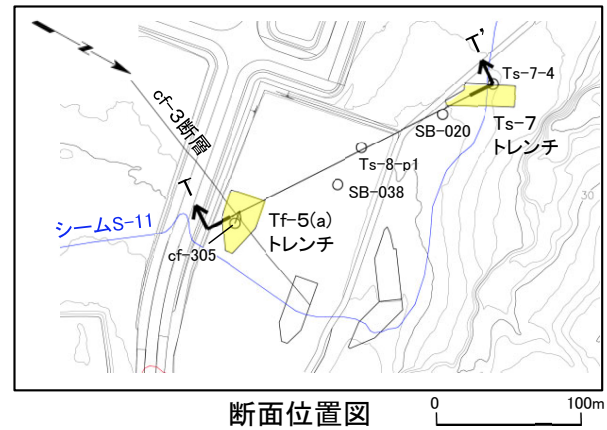 N
T'
Ts-7-4
cf-3断層
SB-020
Ts-7
トレンチ
Ts-8-p1
SB-038
T
Tf-5(a)
トレンチ
シームS-11
cf-305
30
断面位置図
0
100m